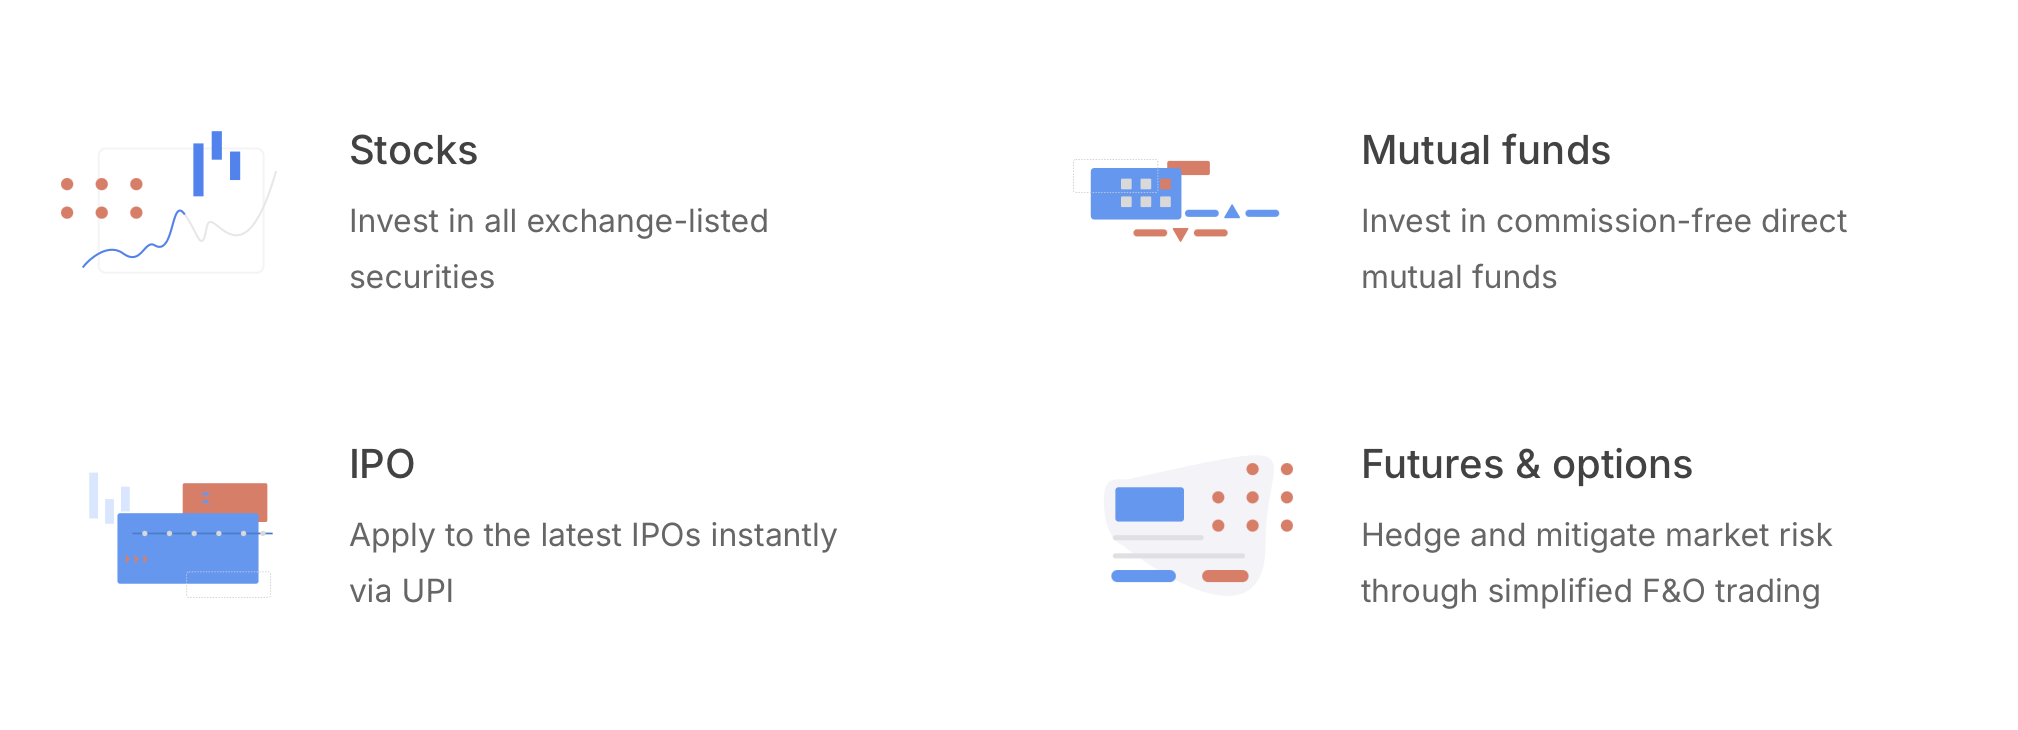 Stocks
Invest in all exchange-listed
securities
Mutual funds
Invest in commission-free direct
mutual funds
IPO
Apply to the latest IPOs instantly
via UPI
Futures & options
Hedge and mitigate market risk
through simplified F&O trading